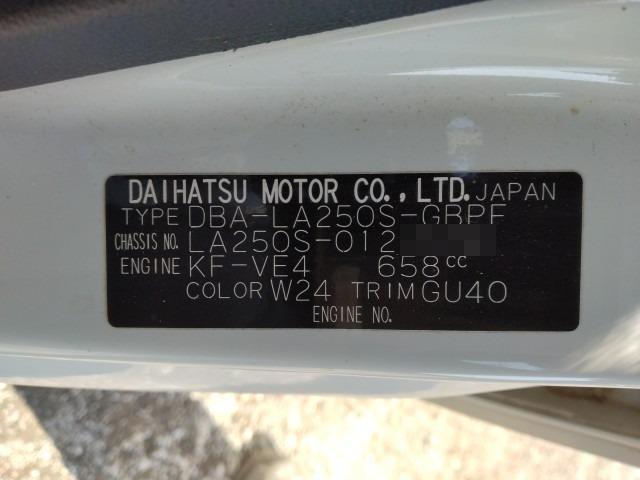 DAIHATSU MOTOR CO., LTD. JAPAN
TYPE DBA-LA250S-GBPF
CHASSIS NO. LA250S-012
ENGINE KF-VE4 658cc
COLOR W24 TRIM GU40
ENGINE NO.